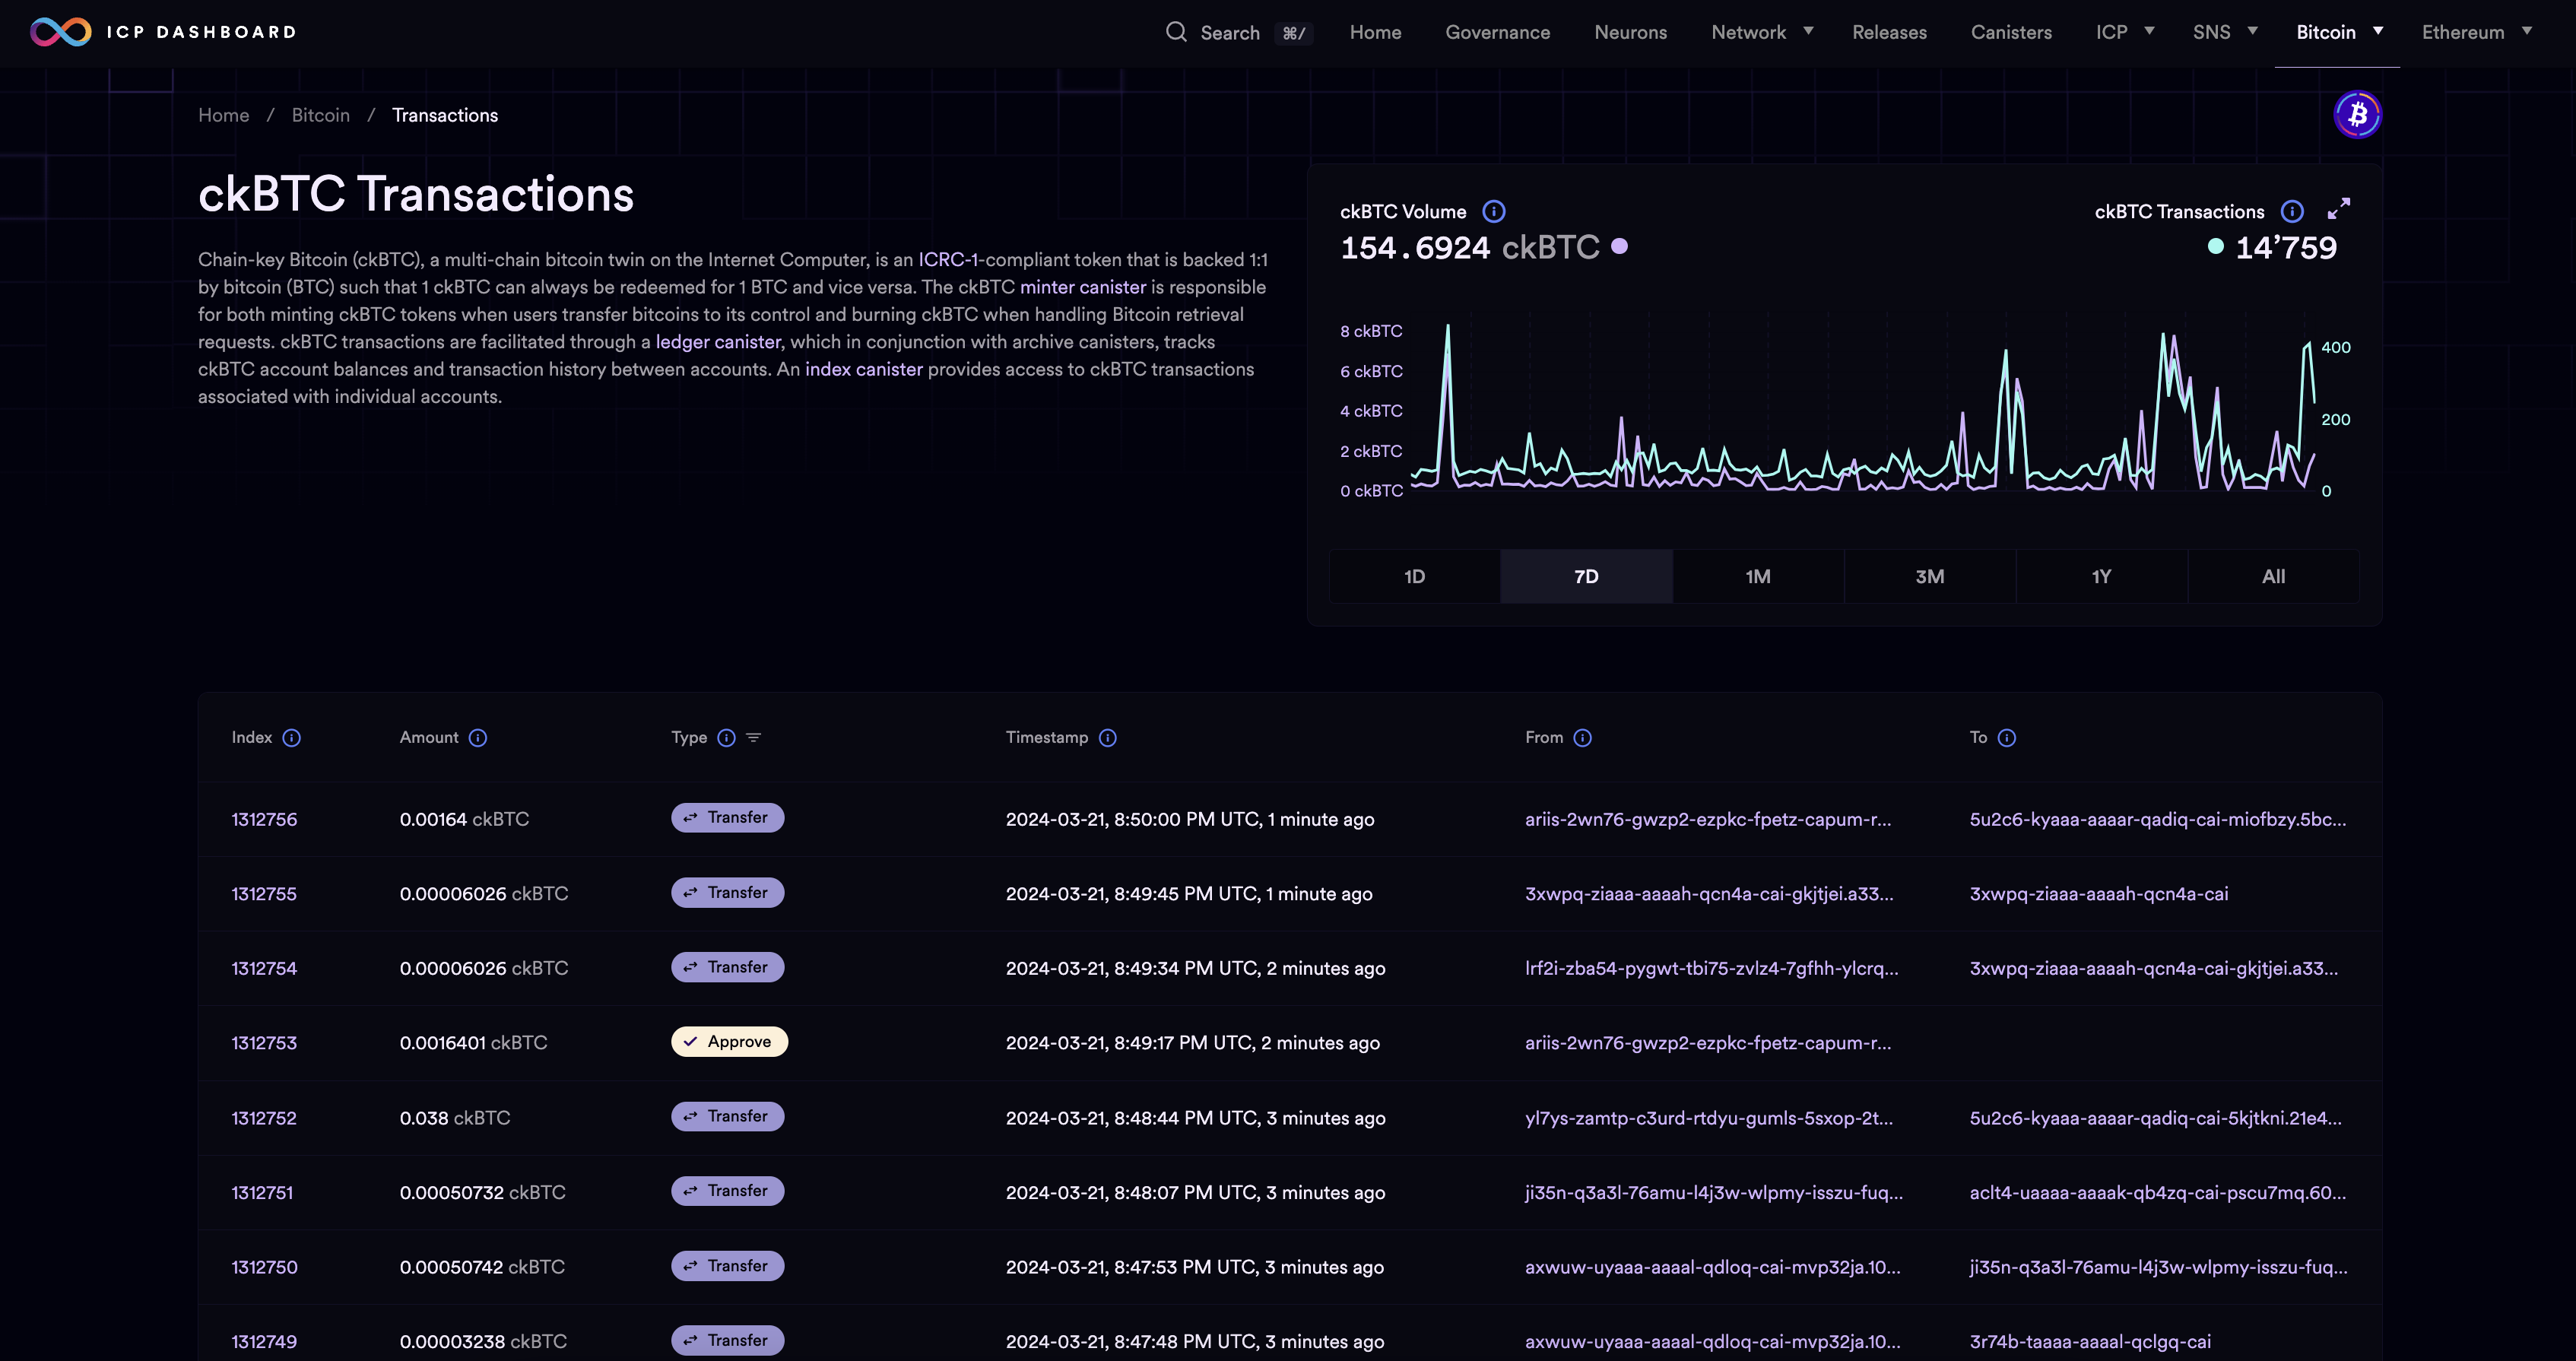 ICP DASHBOARD
Search ⌘/ Home Governance Neurons Network Releases Canisters ICP SNS Bitcoin Ethereum
Home / Bitcoin / Transactions
ckBTC Transactions
Chain-key Bitcoin (ckBTC), a multi-chain bitcoin twin on the Internet Computer, is an ICRC-1-compliant token that is backed 1:1
by bitcoin (BTC) such that 1 ckBTC can always be redeemed for 1 BTC and vice versa. The ckBTC minter canister is responsible
for both minting ckBTC tokens when users transfer bitcoins to its control and burning ckBTC when handling Bitcoin retrieval
requests. ckBTC transactions are facilitated through a ledger canister, which in conjunction with archive canisters, tracks
ckBTC account balances and transaction history between accounts. An index canister provides access to ckBTC transactions
associated with individual accounts.
ckBTC Volume ckBTC Transactions
154.6924 ckBTC 14’759
8 ckBTC
400
6 ckBTC
4 ckBTC
200
2 ckBTC
0 ckBTC 0
1D 7D 1M 3M 1Y All
Index Amount Type Timestamp From To
1312756 0.00164 ckBTC Transfer 2024-03-21, 8:50:00 PM UTC, 1 minute ago ariis-2wn76-gwzp2-ezpkc-fpetz-capum-r... 5u2c6-kyaaa-aaaar-qadiq-cai-miofbzy.5bc...
1312755 0.00006026 ckBTC Transfer 2024-03-21, 8:49:45 PM UTC, 1 minute ago 3xwpq-ziaaa-aaaah-qcn4a-cai-gkjtjei.a33... 3xwpq-ziaaa-aaaah-qcn4a-cai
1312754 0.00006026 ckBTC Transfer 2024-03-21, 8:49:34 PM UTC, 2 minutes ago lrf2i-zba54-pygwt-tbi75-zvlz4-7gfhh-ylcrq... 3xwpq-ziaaa-aaaah-qcn4a-cai-gkjtjei.a33...
1312753 0.0016401 ckBTC Approve 2024-03-21, 8:49:17 PM UTC, 2 minutes ago ariis-2wn76-gwzp2-ezpkc-fpetz-capum-r...
1312752 0.038 ckBTC Transfer 2024-03-21, 8:48:44 PM UTC, 3 minutes ago yl7ys-zamtp-c3urd-rtdyu-gumls-5sxop-2t... 5u2c6-kyaaa-aaaar-qadiq-cai-5kjtkni.21e4...
1312751 0.00050732 ckBTC Transfer 2024-03-21, 8:48:07 PM UTC, 3 minutes ago ji35n-q3a3l-76amu-l4j3w-wlpmy-isszu-fuq... aclt4-uaaaa-aaaak-qb4zq-cai-pscu7mq.60...
1312750 0.00050742 ckBTC Transfer 2024-03-21, 8:47:53 PM UTC, 3 minutes ago axwuw-uyaaa-aaaal-qdloq-cai-mvp32ja.10... ji35n-q3a3l-76amu-l4j3w-wlpmy-isszu-fuq...
1312749 0.00003238 ckBTC Transfer 2024-03-21, 8:47:48 PM UTC, 3 minutes ago axwuw-uyaaa-aaaal-qdloq-cai-mvp32ja.10... 3r74b-taaaa-aaaal-qclgq-cai